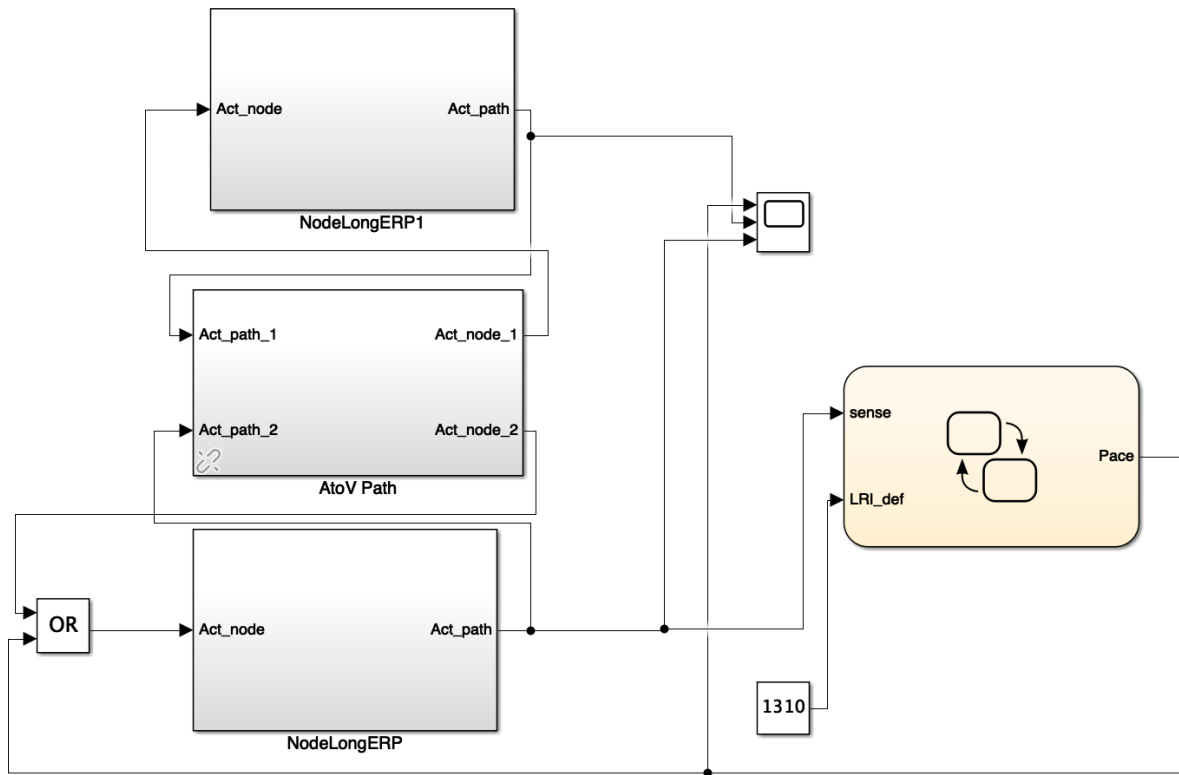 Act_node
Act_path
NodeLongERP1
Act_path_1
Act_node_1
Act_path_2
Act_node_2
AtoV Path
sense
Pace
LRI_def
OR
Act_node
Act_path
1310
NodeLongERP